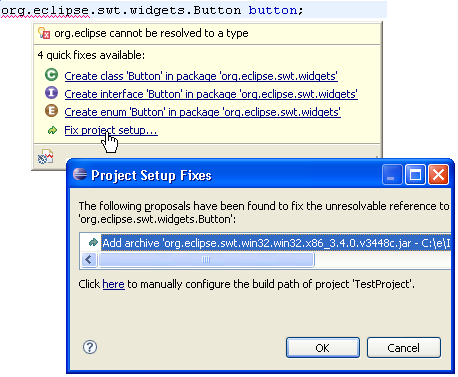 org.eclipse.swt.widgets.Button button;
org.eclipse cannot be resolved to a type
4 quick fixes available:
C Create class 'Button' in package 'org.eclipse.swt.widgets'
I Create interface 'Button' in package 'org.eclipse.swt.widgets'
E Create enum 'Button' in package 'org.eclipse.swt.widgets'
Fix project setup...
Project Setup Fixes
The following proposals have been found to fix the unresolvable reference to
'org.eclipse.swt.widgets.Button':
Add archive 'org.eclipse.swt.win32.win32.x86_3.4.0.v3448c.jar - C:\e\I
Click here to manually configure the build path of project 'TestProject'.
? OK Cancel